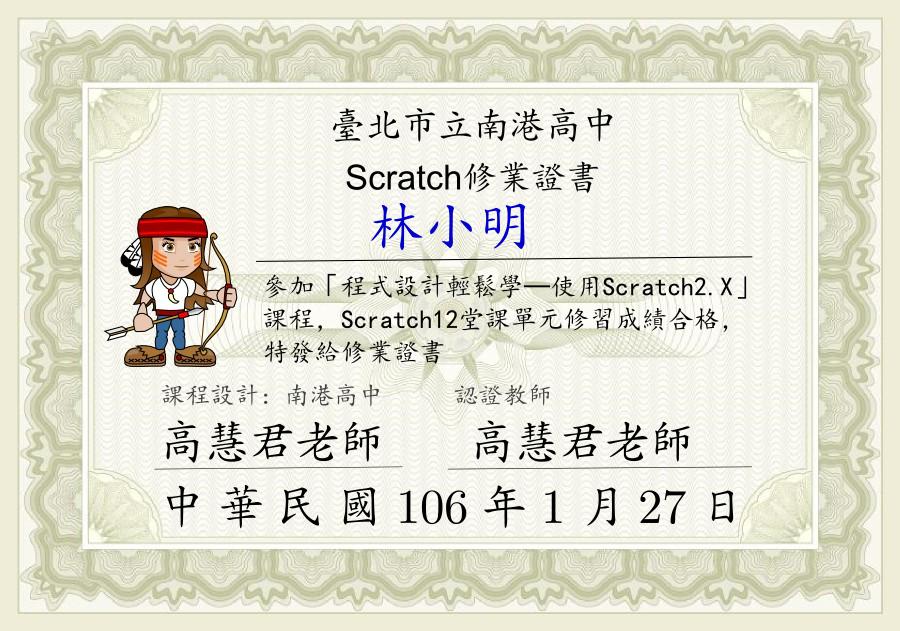 臺北市立南港高中
Scratch修業證書
林小明
參加「程式設計輕鬆學—使用Scratch2.X」
課程，Scratch12堂課單元修習成績合格，
特發給修業證書
課程設計：南港高中 認證教師
高慧君老師 高慧君老師
中華民國106年1月27日